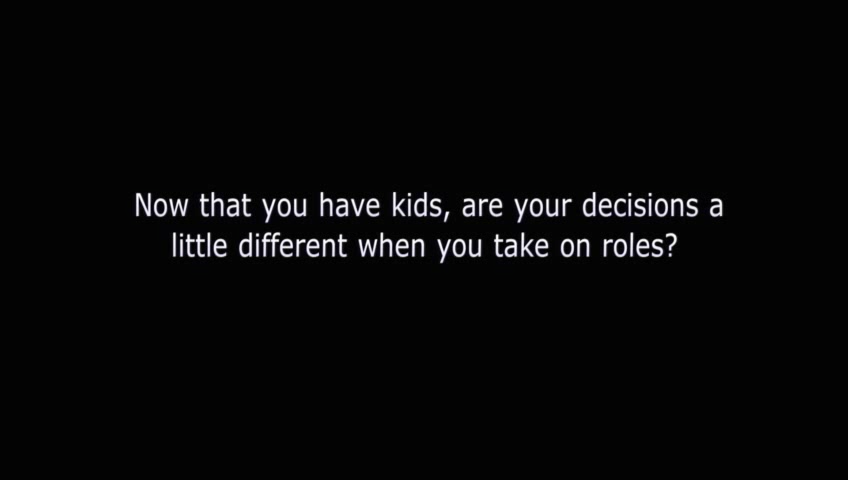 Now that you have kids, are your decisions a
little different when you take on roles?